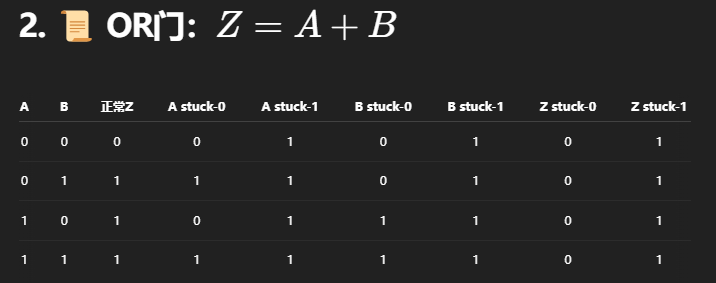 2. 📜 OR门: Z = A + B
A B 正常Z A stuck-0 A stuck-1 B stuck-0 B stuck-1 Z stuck-0 Z stuck-1
0 0 0 0 1 0 1 0 1
0 1 1 1 1 0 1 0 1
1 0 1 0 1 1 1 0 1
1 1 1 1 1 1 1 0 1